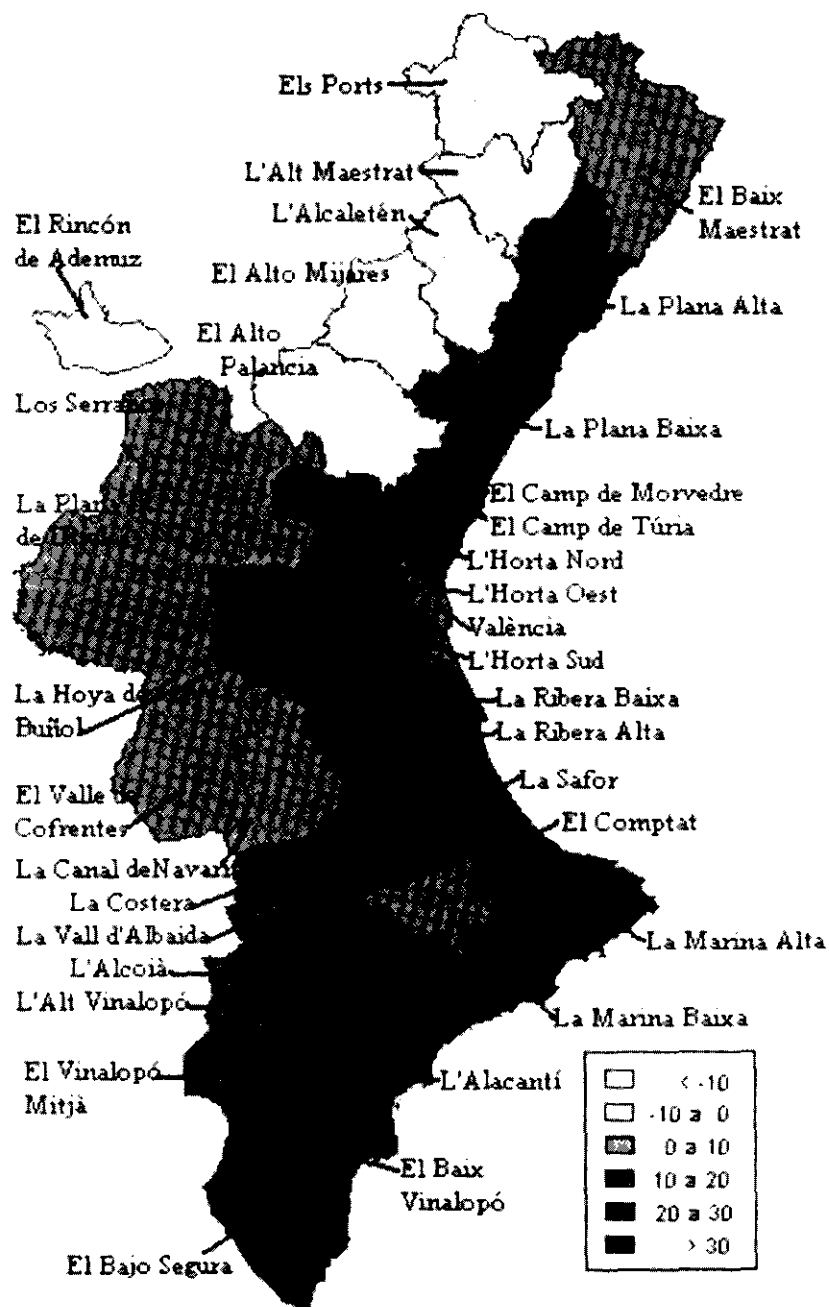 Els Ports
L'Alt Maestrat
L'Alcaletén
El Baix
Maestrat
El Rincón
de Ademuz
El Alto Mijares
La Plana Alta
El Alto
Palancia
Los
La Plana Baixa
La Plana
de
El Camp de Morvedre
El Camp de Túria
L'Horta Nord
L'Horta Oest
València
L'Horta Sud
La Hoya de
Buñol
La Ribera Baixa
La Ribera Alta
La Safor
El Valle de
Cofrentes
El Comptat
La Canal de
La Costera
La Vall d'Albaida
L'Alcoià
L'Alt Vinalopó
La Marina Alta
La Marina Baixa
El Vinalopó
Mitjà
L'Alacantí
El Baix
Vinalopó
El Bajo Segura
< -10
-10 a 0
0 a 10
10 a 20
20 a 30
> 30